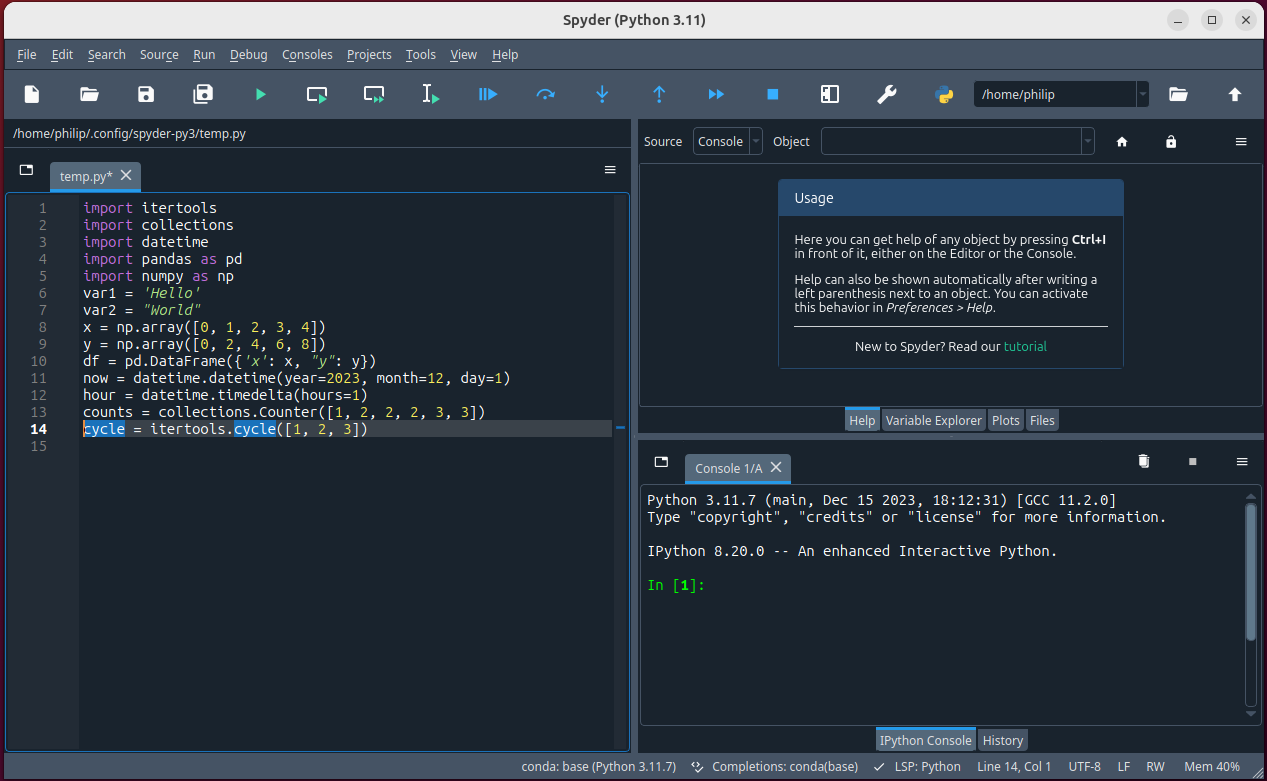 Spyder (Python 3.11)
File Edit Search Source Run Debug Consoles Projects Tools View Help
/home/philip
/home/philip/.config/spyder-py3/temp.py
temp.py*
1 import itertools
2 import collections
3 import datetime
4 import pandas as pd
5 import numpy as np
6 var1 = 'Hello'
7 var2 = "World"
8 x = np.array([0, 1, 2, 3, 4])
9 y = np.array([0, 2, 4, 6, 8])
10 df = pd.DataFrame({'x': x, "y": y})
11 now = datetime.datetime(year=2023, month=12, day=1)
12 hour = datetime.timedelta(hours=1)
13 counts = collections.Counter([1, 2, 2, 2, 3, 3])
14 cycle = itertools.cycle([1, 2, 3])
15
Source Console Object
Usage
Here you can get help of any object by pressing Ctrl+I
in front of it, either on the Editor or the Console.
Help can also be shown automatically after writing a
left parenthesis next to an object. You can activate
this behavior in Preferences > Help.
New to Spyder? Read our tutorial
Help Variable Explorer Plots Files
Console 1/A
Python 3.11.7 (main, Dec 15 2023, 18:12:31) [GCC 11.2.0]
Type "copyright", "credits" or "license" for more information.
IPython 8.20.0 -- An enhanced Interactive Python.
In [1]:
IPython Console History
conda: base (Python 3.11.7) Completions: conda(base) LSP: Python Line 14, Col 1 UTF-8 LF RW Mem 40%